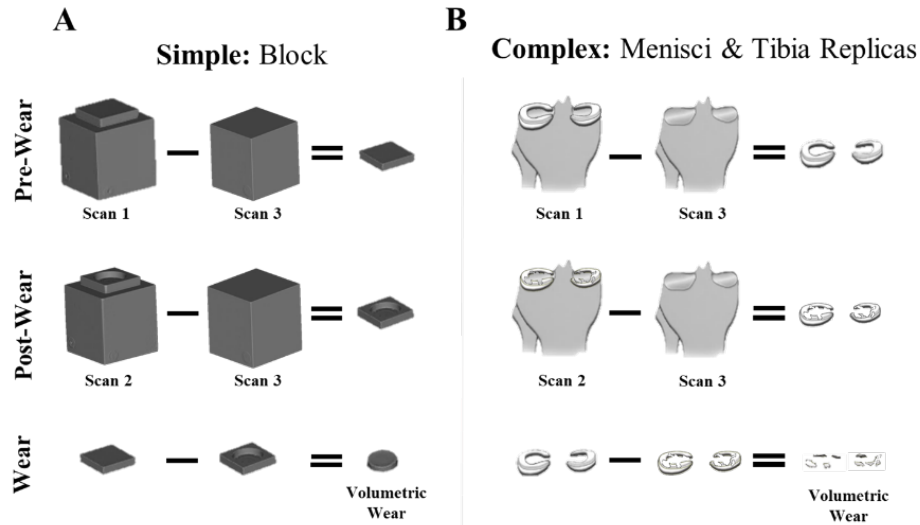 A
Simple: Block
B
Complex: Menisci & Tibia Replicas
Pre-Wear
Scan 1
Scan 3
Scan 1
Scan 3
Post-Wear
Scan 2
Scan 3
Scan 2
Scan 3
Wear
Volumetric
Wear
Volumetric
Wear